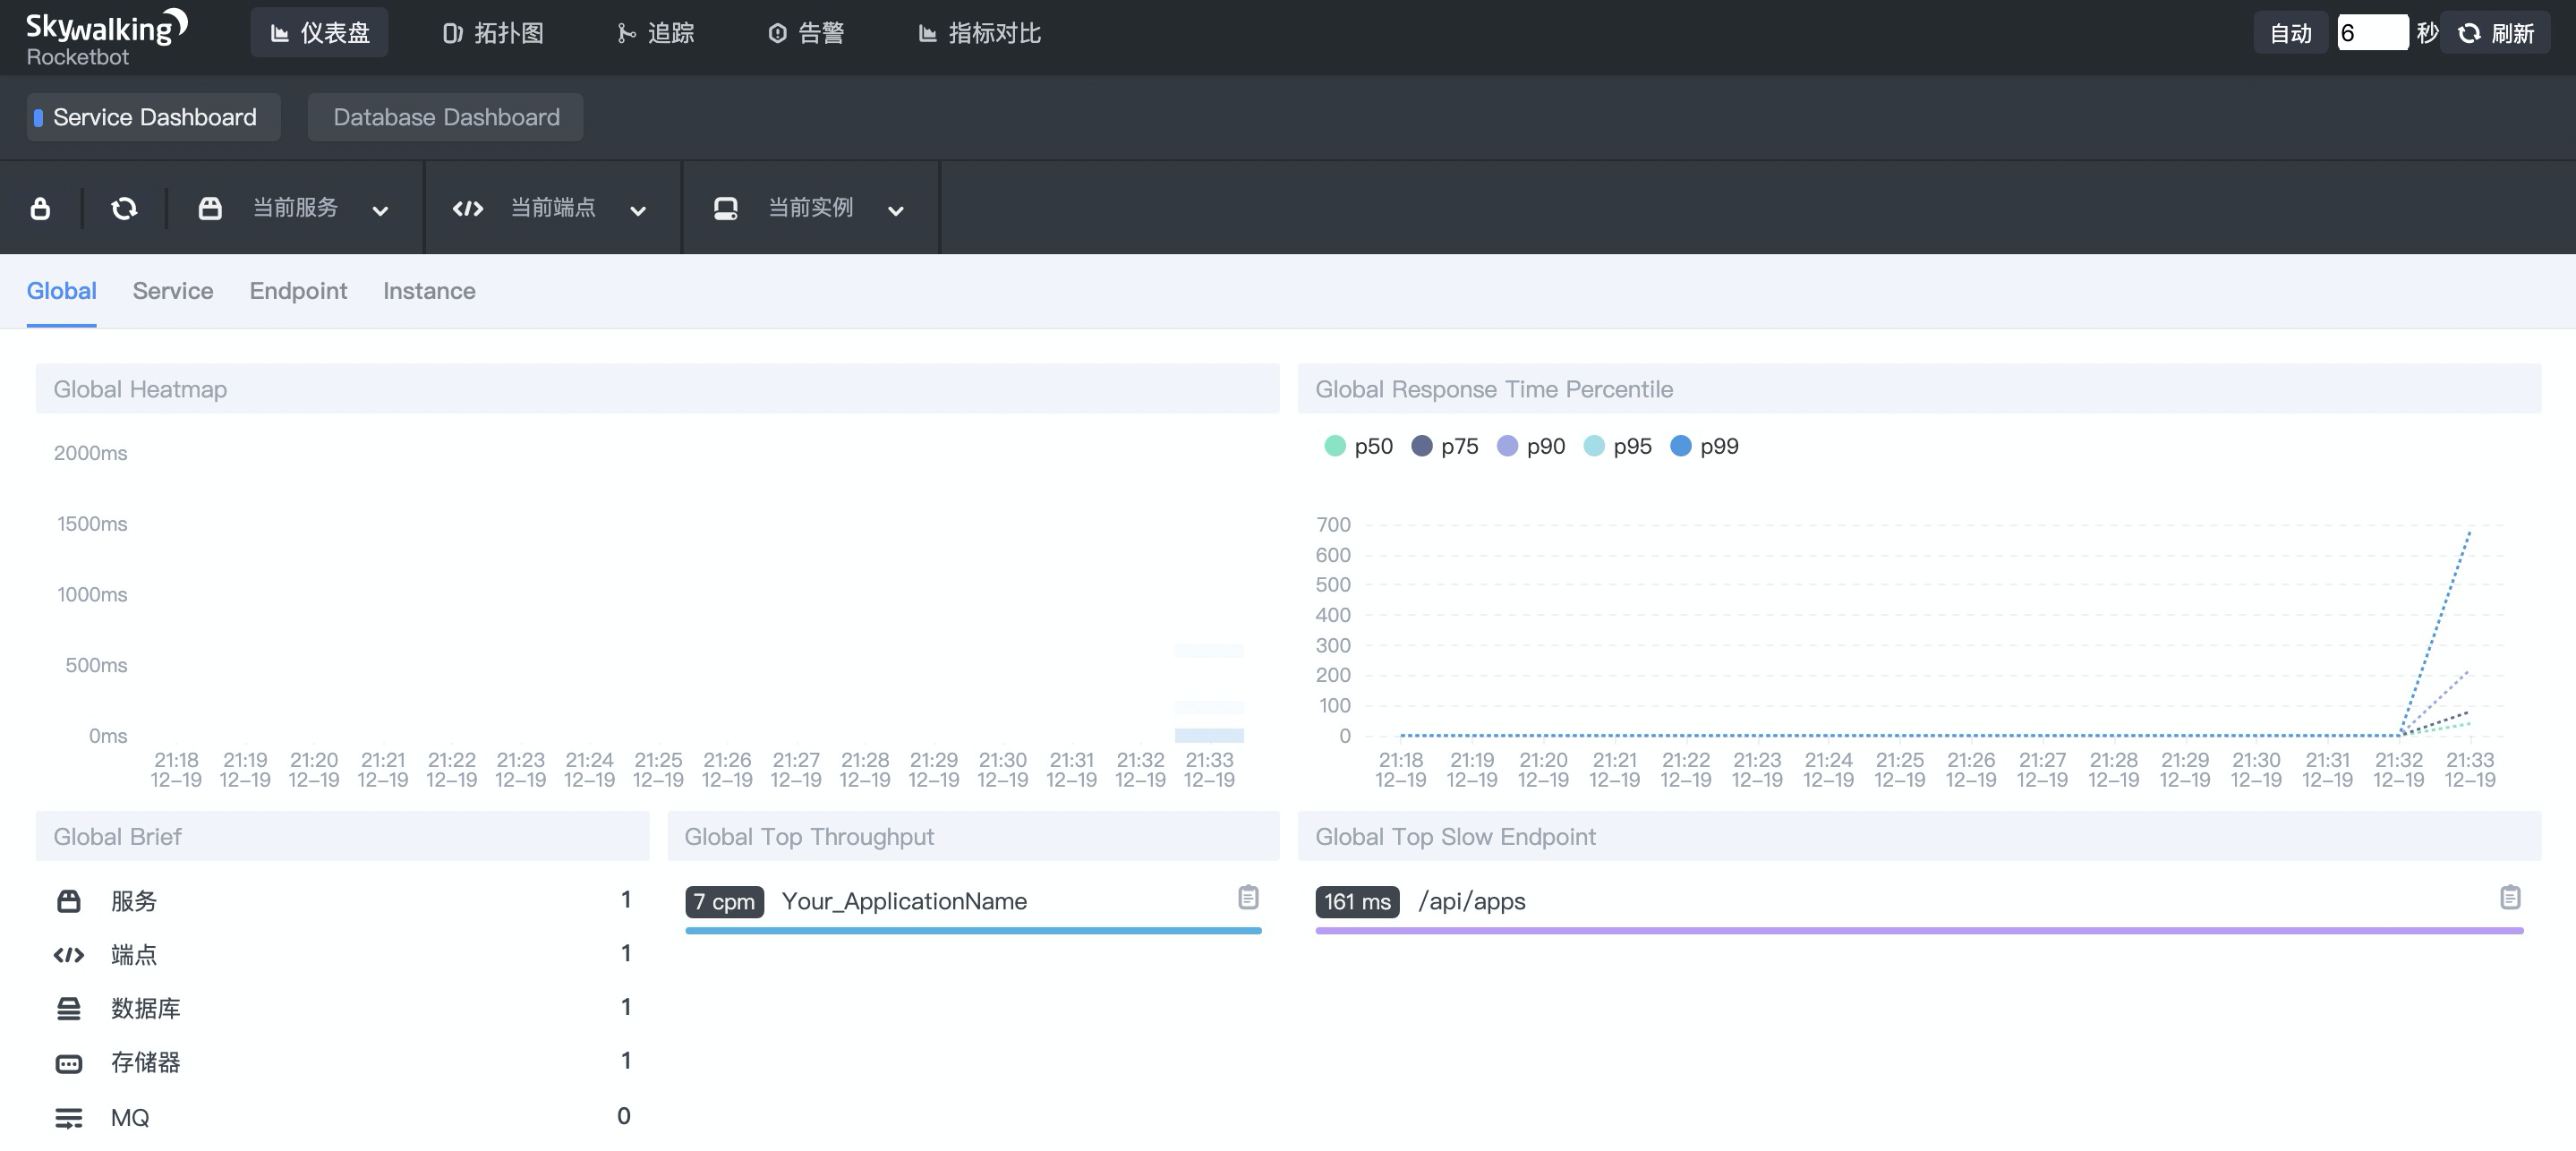 Skywalking
Rocketbot
仪表盘
拓扑图
追踪
告警
指标对比
自动 6 秒 刷新
Service Dashboard
Database Dashboard
当前服务
当前端点
当前实例
Global Service Endpoint Instance
Global Heatmap
2000ms
1500ms
1000ms
500ms
0ms
21:18 21:19 21:20 21:21 21:22 21:23 21:24 21:25 21:26 21:27 21:28 21:29 21:30 21:31 21:32 21:33
12-19 12-19 12-19 12-19 12-19 12-19 12-19 12-19 12-19 12-19 12-19 12-19 12-19 12-19 12-19 12-19
Global Response Time Percentile
p50 p75 p90 p95 p99
700
600
500
400
300
200
100
0
21:18 21:19 21:20 21:21 21:22 21:23 21:24 21:25 21:26 21:27 21:28 21:29 21:30 21:31 21:32 21:33
12-19 12-19 12-19 12-19 12-19 12-19 12-19 12-19 12-19 12-19 12-19 12-19 12-19 12-19 12-19 12-19
Global Brief
服务 1
端点 1
数据库 1
存储器 1
MQ 0
Global Top Throughput
7 cpm Your_ApplicationName
Global Top Slow Endpoint
161 ms /api/apps